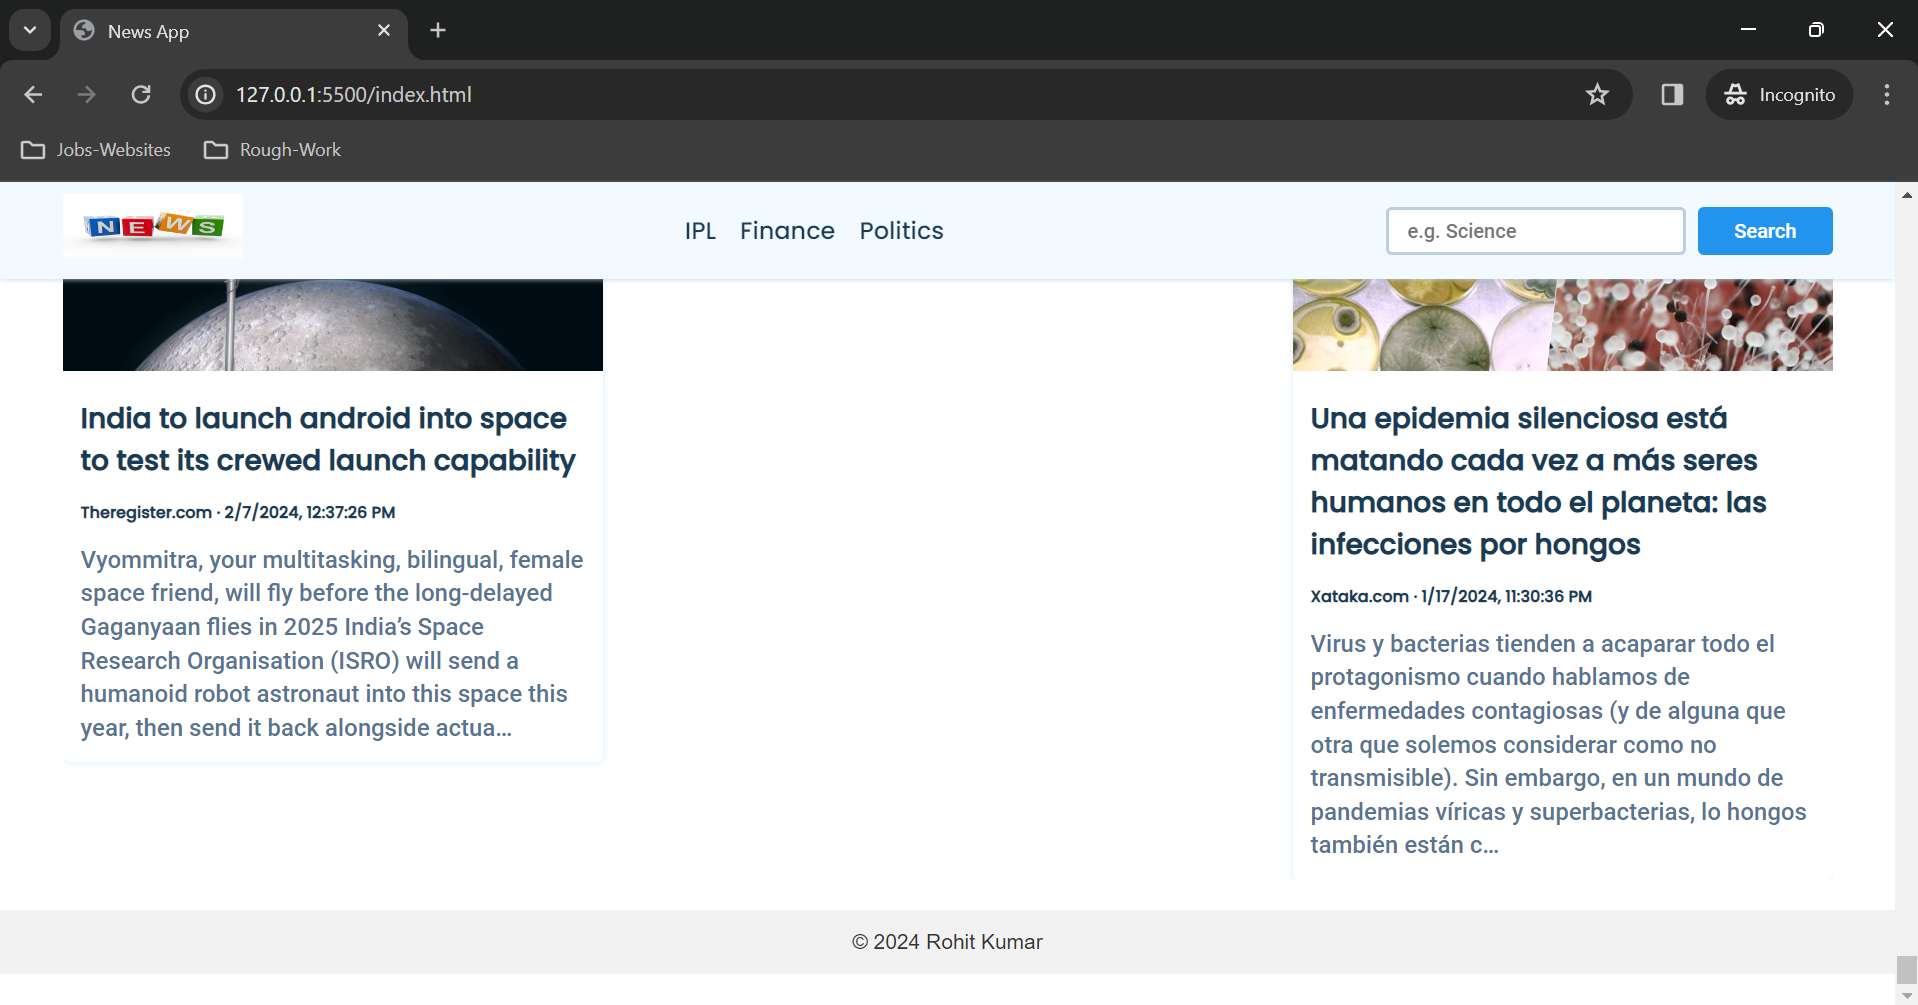 News App
127.0.0.1:5500/index.html
Incognito
Jobs-Websites
Rough-Work
NEWS
IPL
Finance
Politics
e.g. Science
Search
India to launch android into space
to test its crewed launch capability
Theregister.com · 2/7/2024, 12:37:26 PM
Vyommitra, your multitasking, bilingual, female
space friend, will fly before the long-delayed
Gaganyaan flies in 2025 India’s Space
Research Organisation (ISRO) will send a
humanoid robot astronaut into this space this
year, then send it back alongside actua…
Una epidemia silenciosa está
matando cada vez a más seres
humanos en todo el planeta: las
infecciones por hongos
Xataka.com · 1/17/2024, 11:30:36 PM
Virus y bacterias tienden a acaparar todo el
protagonismo cuando hablamos de
enfermedades contagiosas (y de alguna que
otra que solemos considerar como no
transmisible). Sin embargo, en un mundo de
pandemias víricas y superbacterias, lo hongos
también están c…
© 2024 Rohit Kumar